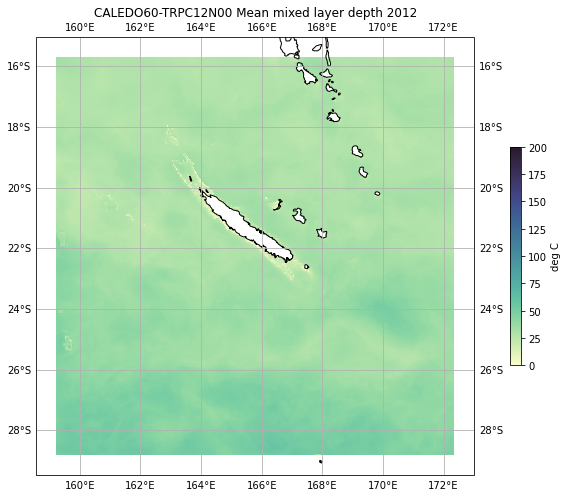 CALEDO60-TRPC12N00 Mean mixed layer depth 2012
160°E 162°E 164°E 166°E 168°E 170°E 172°E
16°S 16°S
18°S 18°S
20°S 20°S
22°S 22°S
24°S 24°S
26°S 26°S
28°S 28°S
160°E 162°E 164°E 166°E 168°E 170°E 172°E
200
175
150
125
100
75
50
25
0
deg C